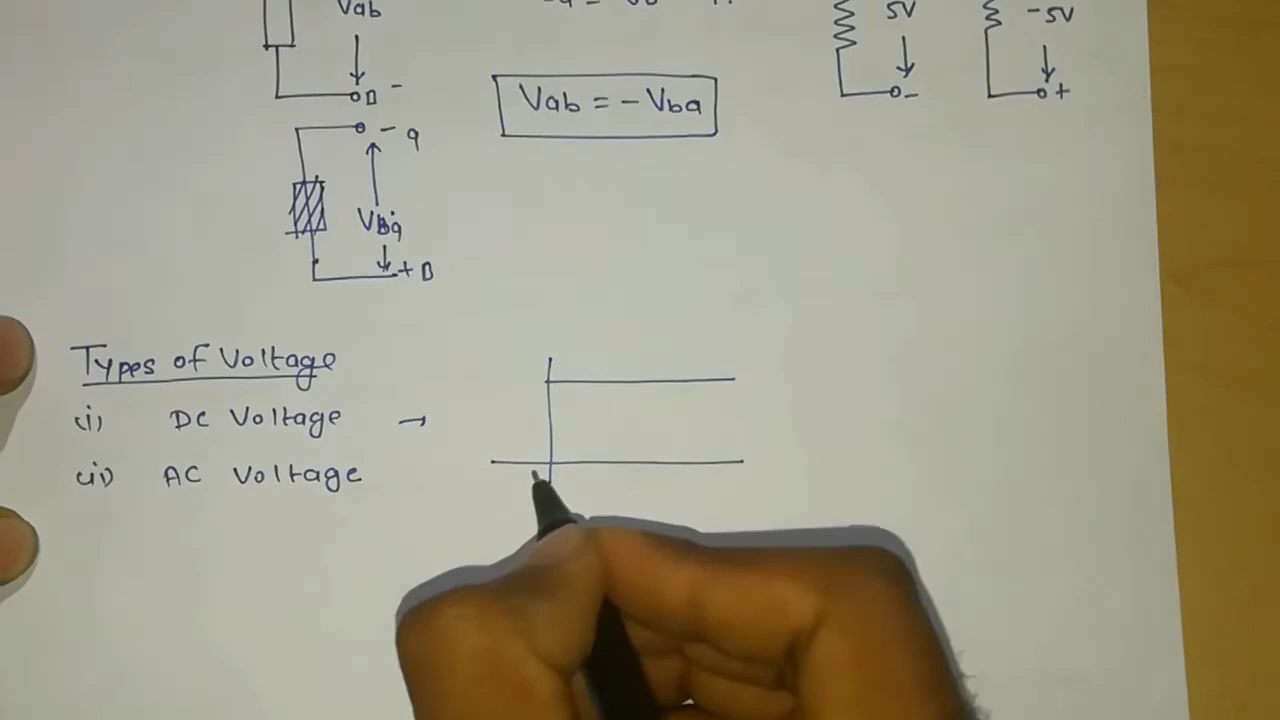 Vab
5V
-5V
-
-
+
Vab = - Vba
- a
Vba
+ B
Types of Voltage
(i) DC Voltage →
(ii) AC Voltage